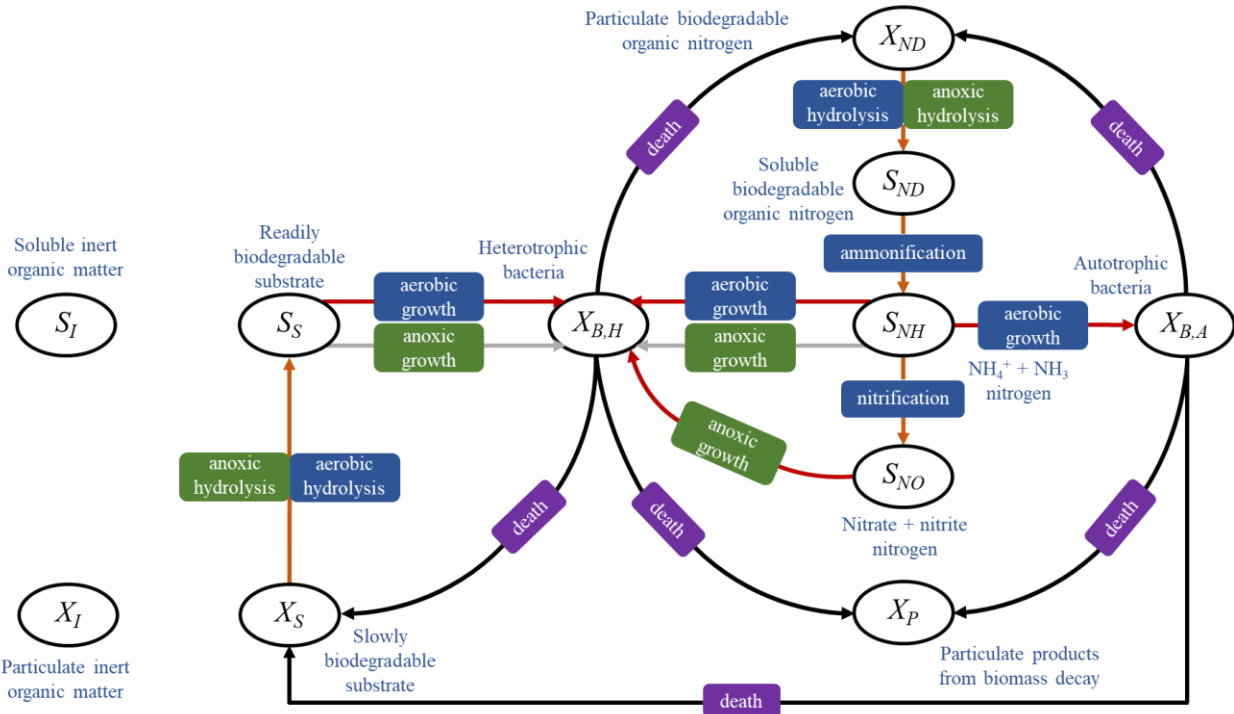 Particulate biodegradable
organic nitrogen
X_ND
aerobic
hydrolysis
anoxic
hydrolysis
death
death
Soluble
biodegradable
organic nitrogen
S_ND
Soluble inert
organic matter
Readily
biodegradable
substrate
Heterotrophic
bacteria
ammonification
Autotrophic
bacteria
S_I
S_S
aerobic
growth
anoxic
growth
X_B,H
aerobic
growth
anoxic
growth
S_NH
aerobic
growth
X_B,A
NH₄⁺ + NH₃
nitrogen
nitrification
anoxic
growth
anoxic
hydrolysis
aerobic
hydrolysis
S_NO
Nitrate + nitrite
nitrogen
death
death
death
X_I
X_S
X_P
Particulate inert
organic matter
Slowly
biodegradable
substrate
Particulate products
from biomass decay
death